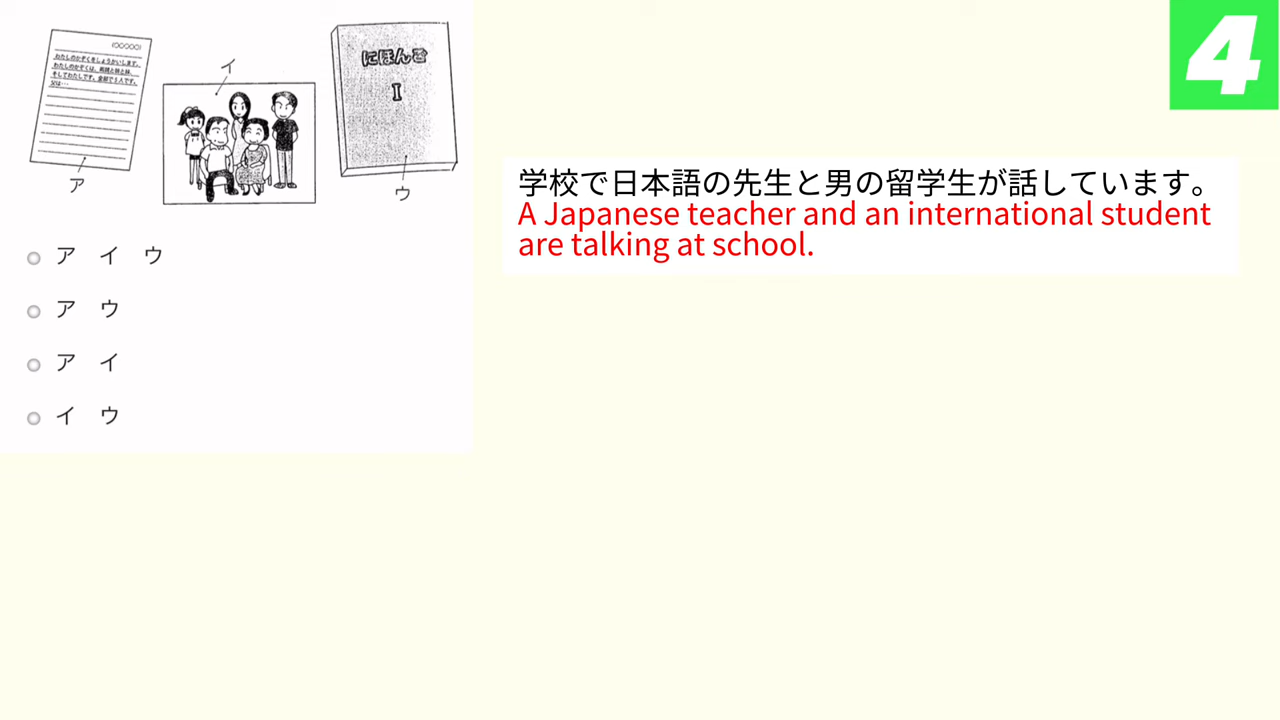 (○○○○○)
わたしのかぞくをしょうかいします。
わたしのかぞくは、両親と姉と妹、
そしてわたしです。全部で5人です。
父は…
ア
イ
にほんご
I
ウ
ア イ ウ
ア ウ
ア イ
イ ウ
4
学校で日本語の先生と男の留学生が話しています。
A Japanese teacher and an international student
are talking at school.